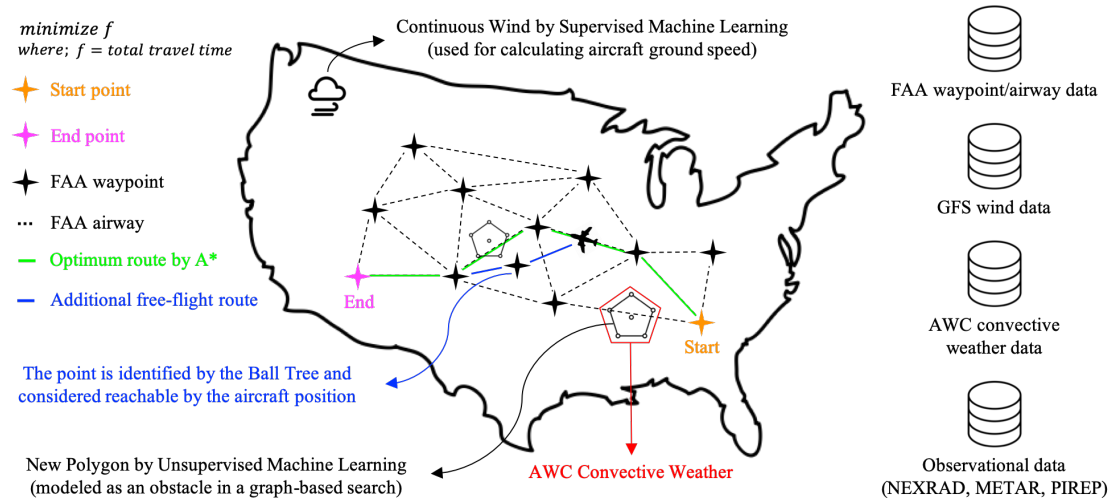 minimize f
where; f = total travel time
Start point
End point
FAA waypoint
FAA airway
Optimum route by A*
Additional free-flight route
Continuous Wind by Supervised Machine Learning
(used for calculating aircraft ground speed)
End
Start
The point is identified by the Ball Tree and
considered reachable by the aircraft position
New Polygon by Unsupervised Machine Learning
(modeled as an obstacle in a graph-based search)
AWC Convective Weather
FAA waypoint/airway data
GFS wind data
AWC convective
weather data
Observational data
(NEXRAD, METAR, PIREP)